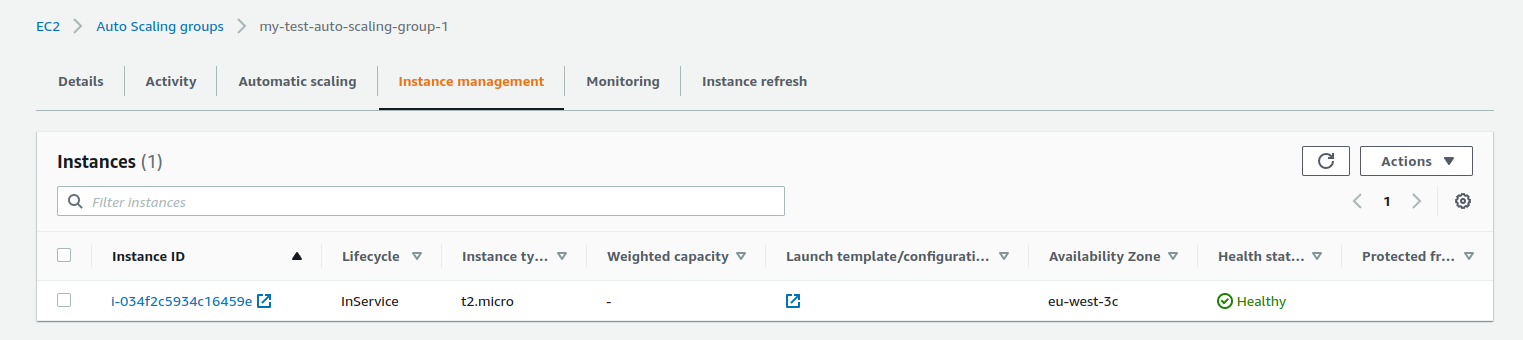 EC2 Auto Scaling groups my-test-auto-scaling-group-1
Details Activity Automatic scaling Instance management Monitoring Instance refresh
Instances (1) Actions
Filter Instances 1
Instance ID Lifecycle Instance ty... Weighted capacity Launch template/configurati... Availability Zone Health stat... Protected fr...
i-034f2c5934c16459e InService t2.micro - eu-west-3c Healthy